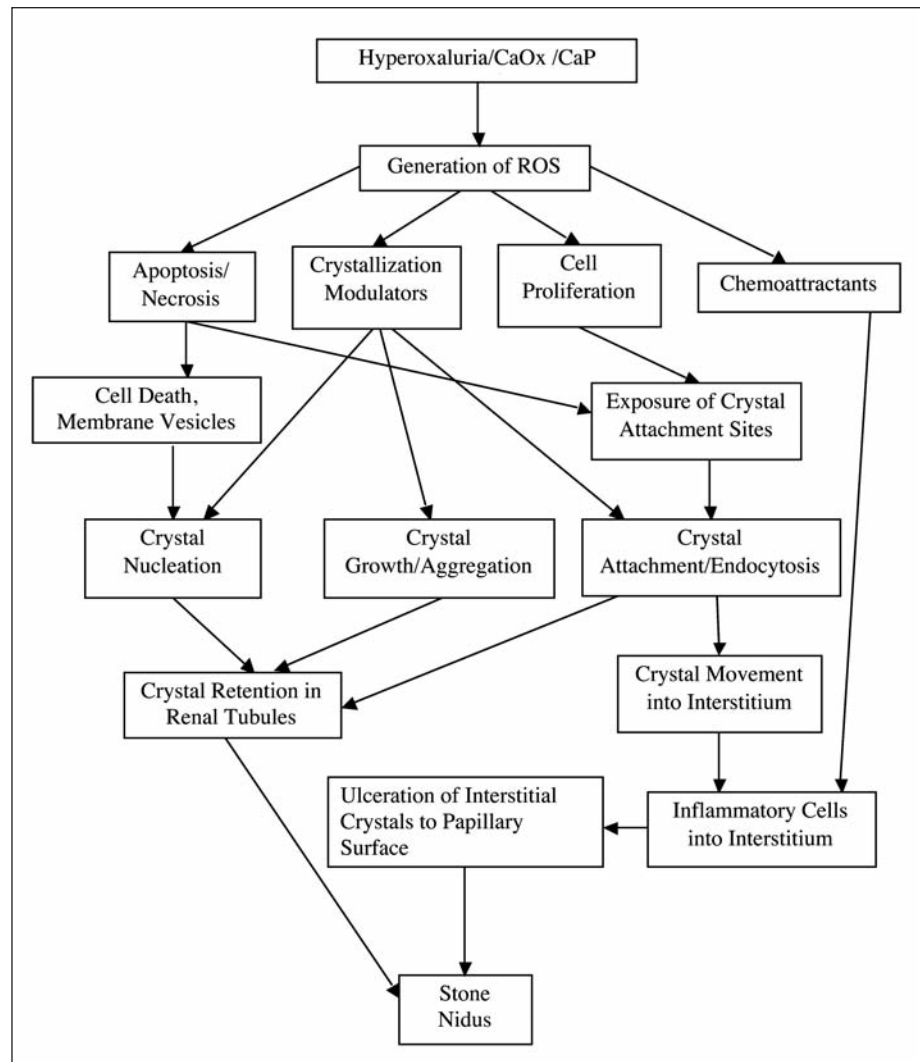 Hyperoxaluria/CaOx /CaP
Generation of ROS
Apoptosis/
Necrosis
Crystallization
Modulators
Cell
Proliferation
Chemoattractants
Cell Death,
Membrane Vesicles
Exposure of Crystal
Attachment Sites
Crystal
Nucleation
Crystal
Growth/Aggregation
Crystal
Attachment/Endocytosis
Crystal Retention in
Renal Tubules
Crystal Movement
into Interstitium
Ulceration of Interstitial
Crystals to Papillary
Surface
Inflammatory Cells
into Interstitium
Stone
Nidus